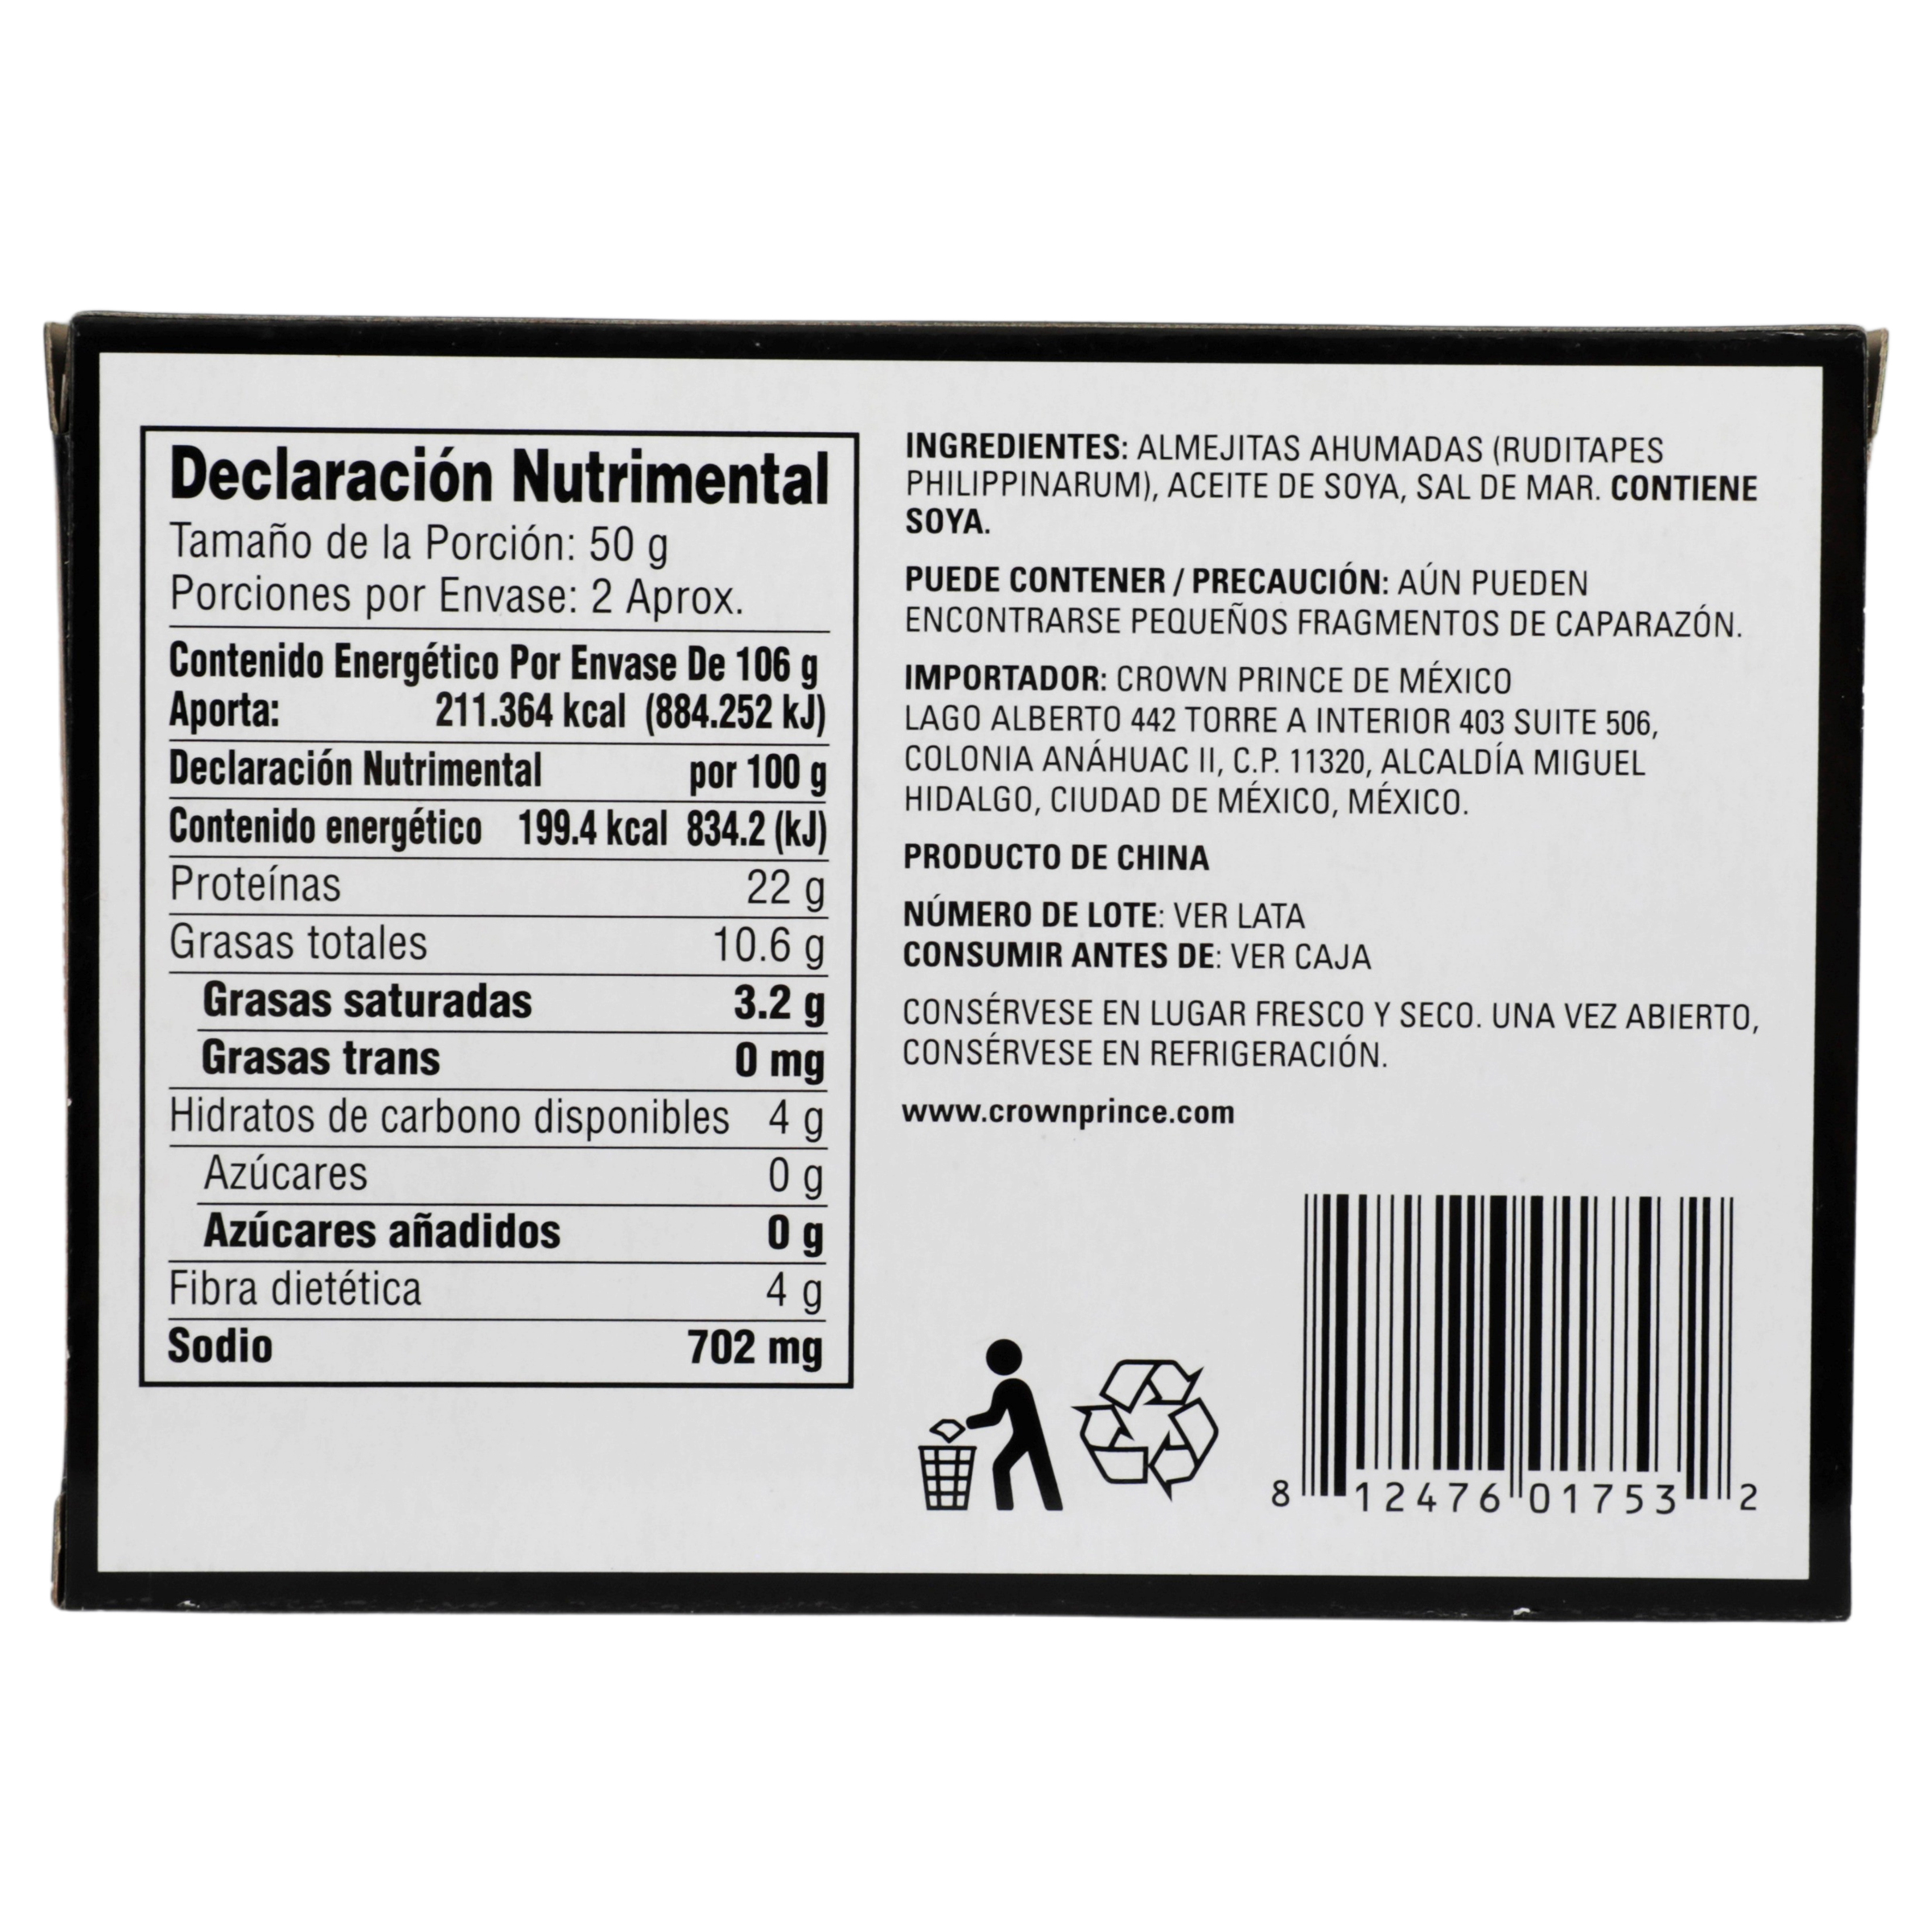 Declaración Nutrimental
Tamaño de la Porción: 50 g
Porciones por Envase: 2 Aprox.
Contenido Energético Por Envase De 106 g
Aporta: 211.364 kcal (884.252 kJ)
Declaración Nutrimental por 100 g
Contenido energético 199.4 kcal 834.2 (kJ)
Proteínas 22 g
Grasas totales 10.6 g
Grasas saturadas 3.2 g
Grasas trans 0 mg
Hidratos de carbono disponibles 4 g
Azúcares 0 g
Azúcares añadidos 0 g
Fibra dietética 4 g
Sodio 702 mg
INGREDIENTES: ALMEJITAS AHUMADAS (RUDITAPES
PHILIPPINARUM), ACEITE DE SOYA, SAL DE MAR. CONTIENE
SOYA.
PUEDE CONTENER / PRECAUCIÓN: AÚN PUEDEN
ENCONTRARSE PEQUEÑOS FRAGMENTOS DE CAPARAZÓN.
IMPORTADOR: CROWN PRINCE DE MÉXICO
LAGO ALBERTO 442 TORRE A INTERIOR 403 SUITE 506,
COLONIA ANÁHUAC II, C.P. 11320, ALCALDÍA MIGUEL
HIDALGO, CIUDAD DE MÉXICO, MÉXICO.
PRODUCTO DE CHINA
NÚMERO DE LOTE: VER LATA
CONSUMIR ANTES DE: VER CAJA
CONSÉRVESE EN LUGAR FRESCO Y SECO. UNA VEZ ABIERTO,
CONSÉRVESE EN REFRIGERACIÓN.
www.crownprince.com
8 12476 01753 2